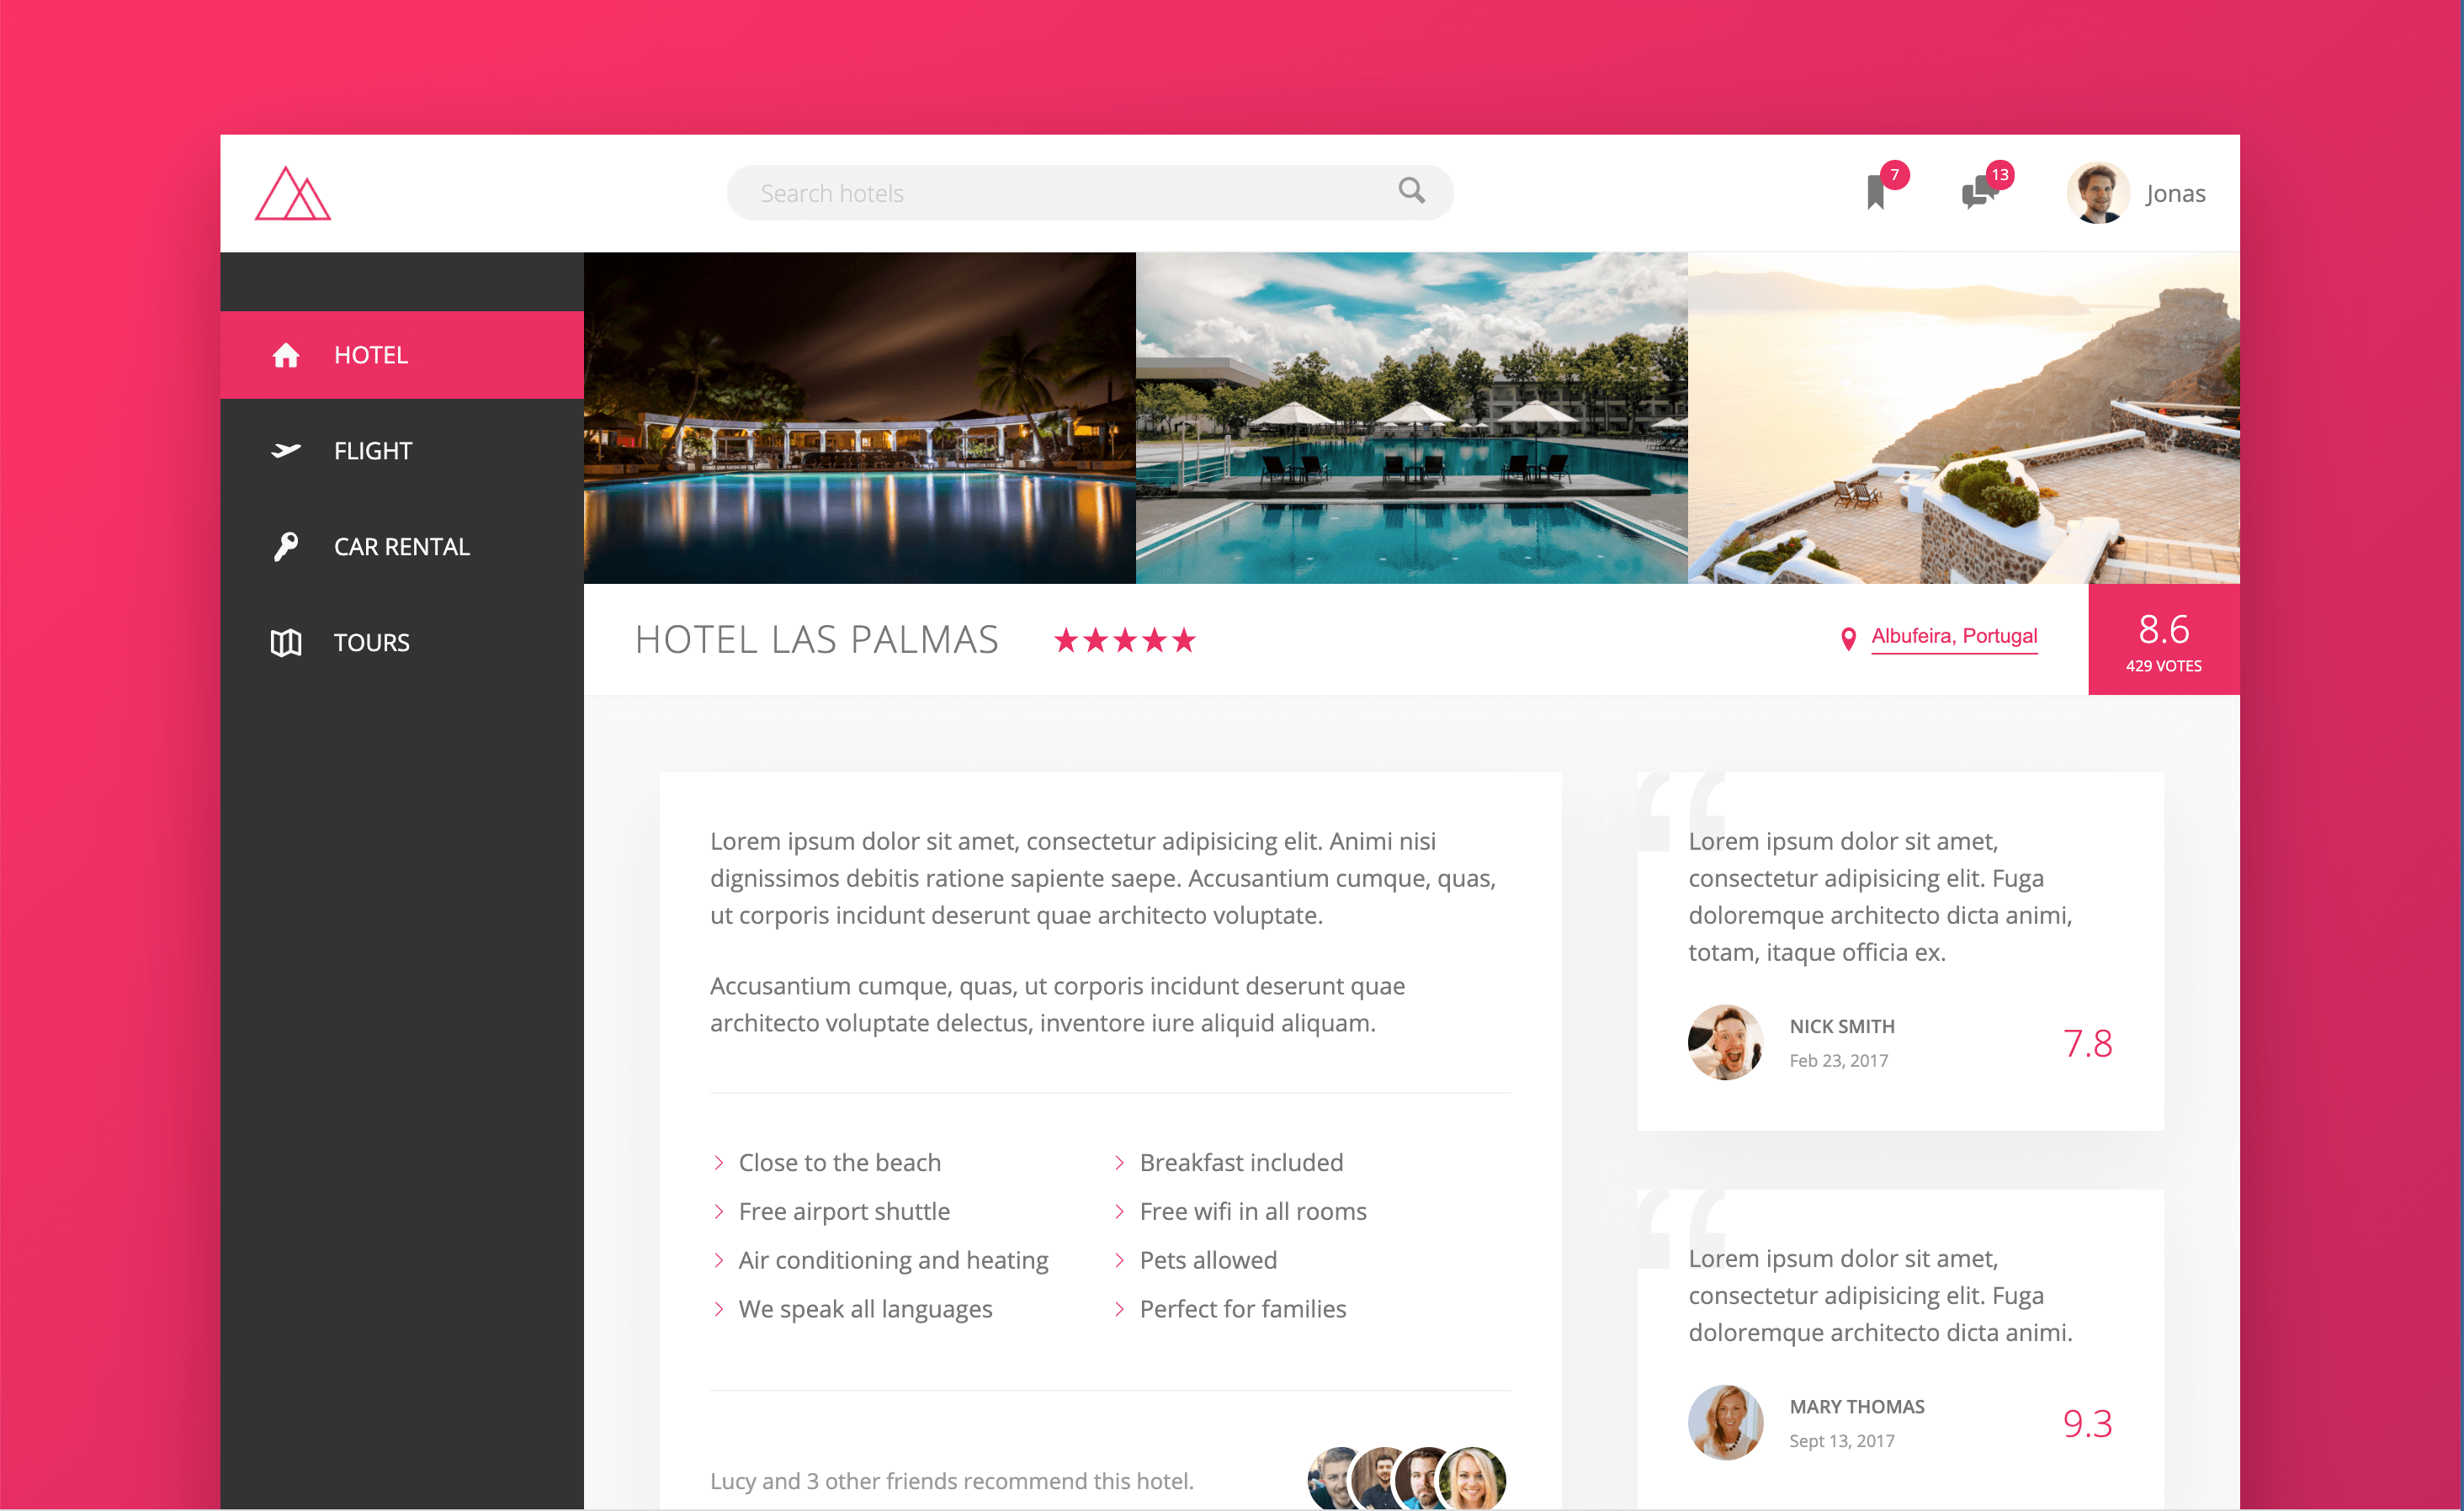 Search hotels
7
13
Jonas
HOTEL
FLIGHT
CAR RENTAL
TOURS
HOTEL LAS PALMAS
Albufeira, Portugal
8.6
429 VOTES
Lorem ipsum dolor sit amet, consectetur adipisicing elit. Animi nisi
dignissimos debitis ratione sapiente saepe. Accusantium cumque, quas,
ut corporis incidunt deserunt quae architecto voluptate.
Accusantium cumque, quas, ut corporis incidunt deserunt quae
architecto voluptate delectus, inventore iure aliquid aliquam.
Close to the beach
Breakfast included
Free airport shuttle
Free wifi in all rooms
Air conditioning and heating
Pets allowed
We speak all languages
Perfect for families
Lucy and 3 other friends recommend this hotel.
“
Lorem ipsum dolor sit amet,
consectetur adipisicing elit. Fuga
doloremque architecto dicta animi,
totam, itaque officia ex.
NICK SMITH
Feb 23, 2017
7.8
“
Lorem ipsum dolor sit amet,
consectetur adipisicing elit. Fuga
doloremque architecto dicta animi.
MARY THOMAS
Sept 13, 2017
9.3